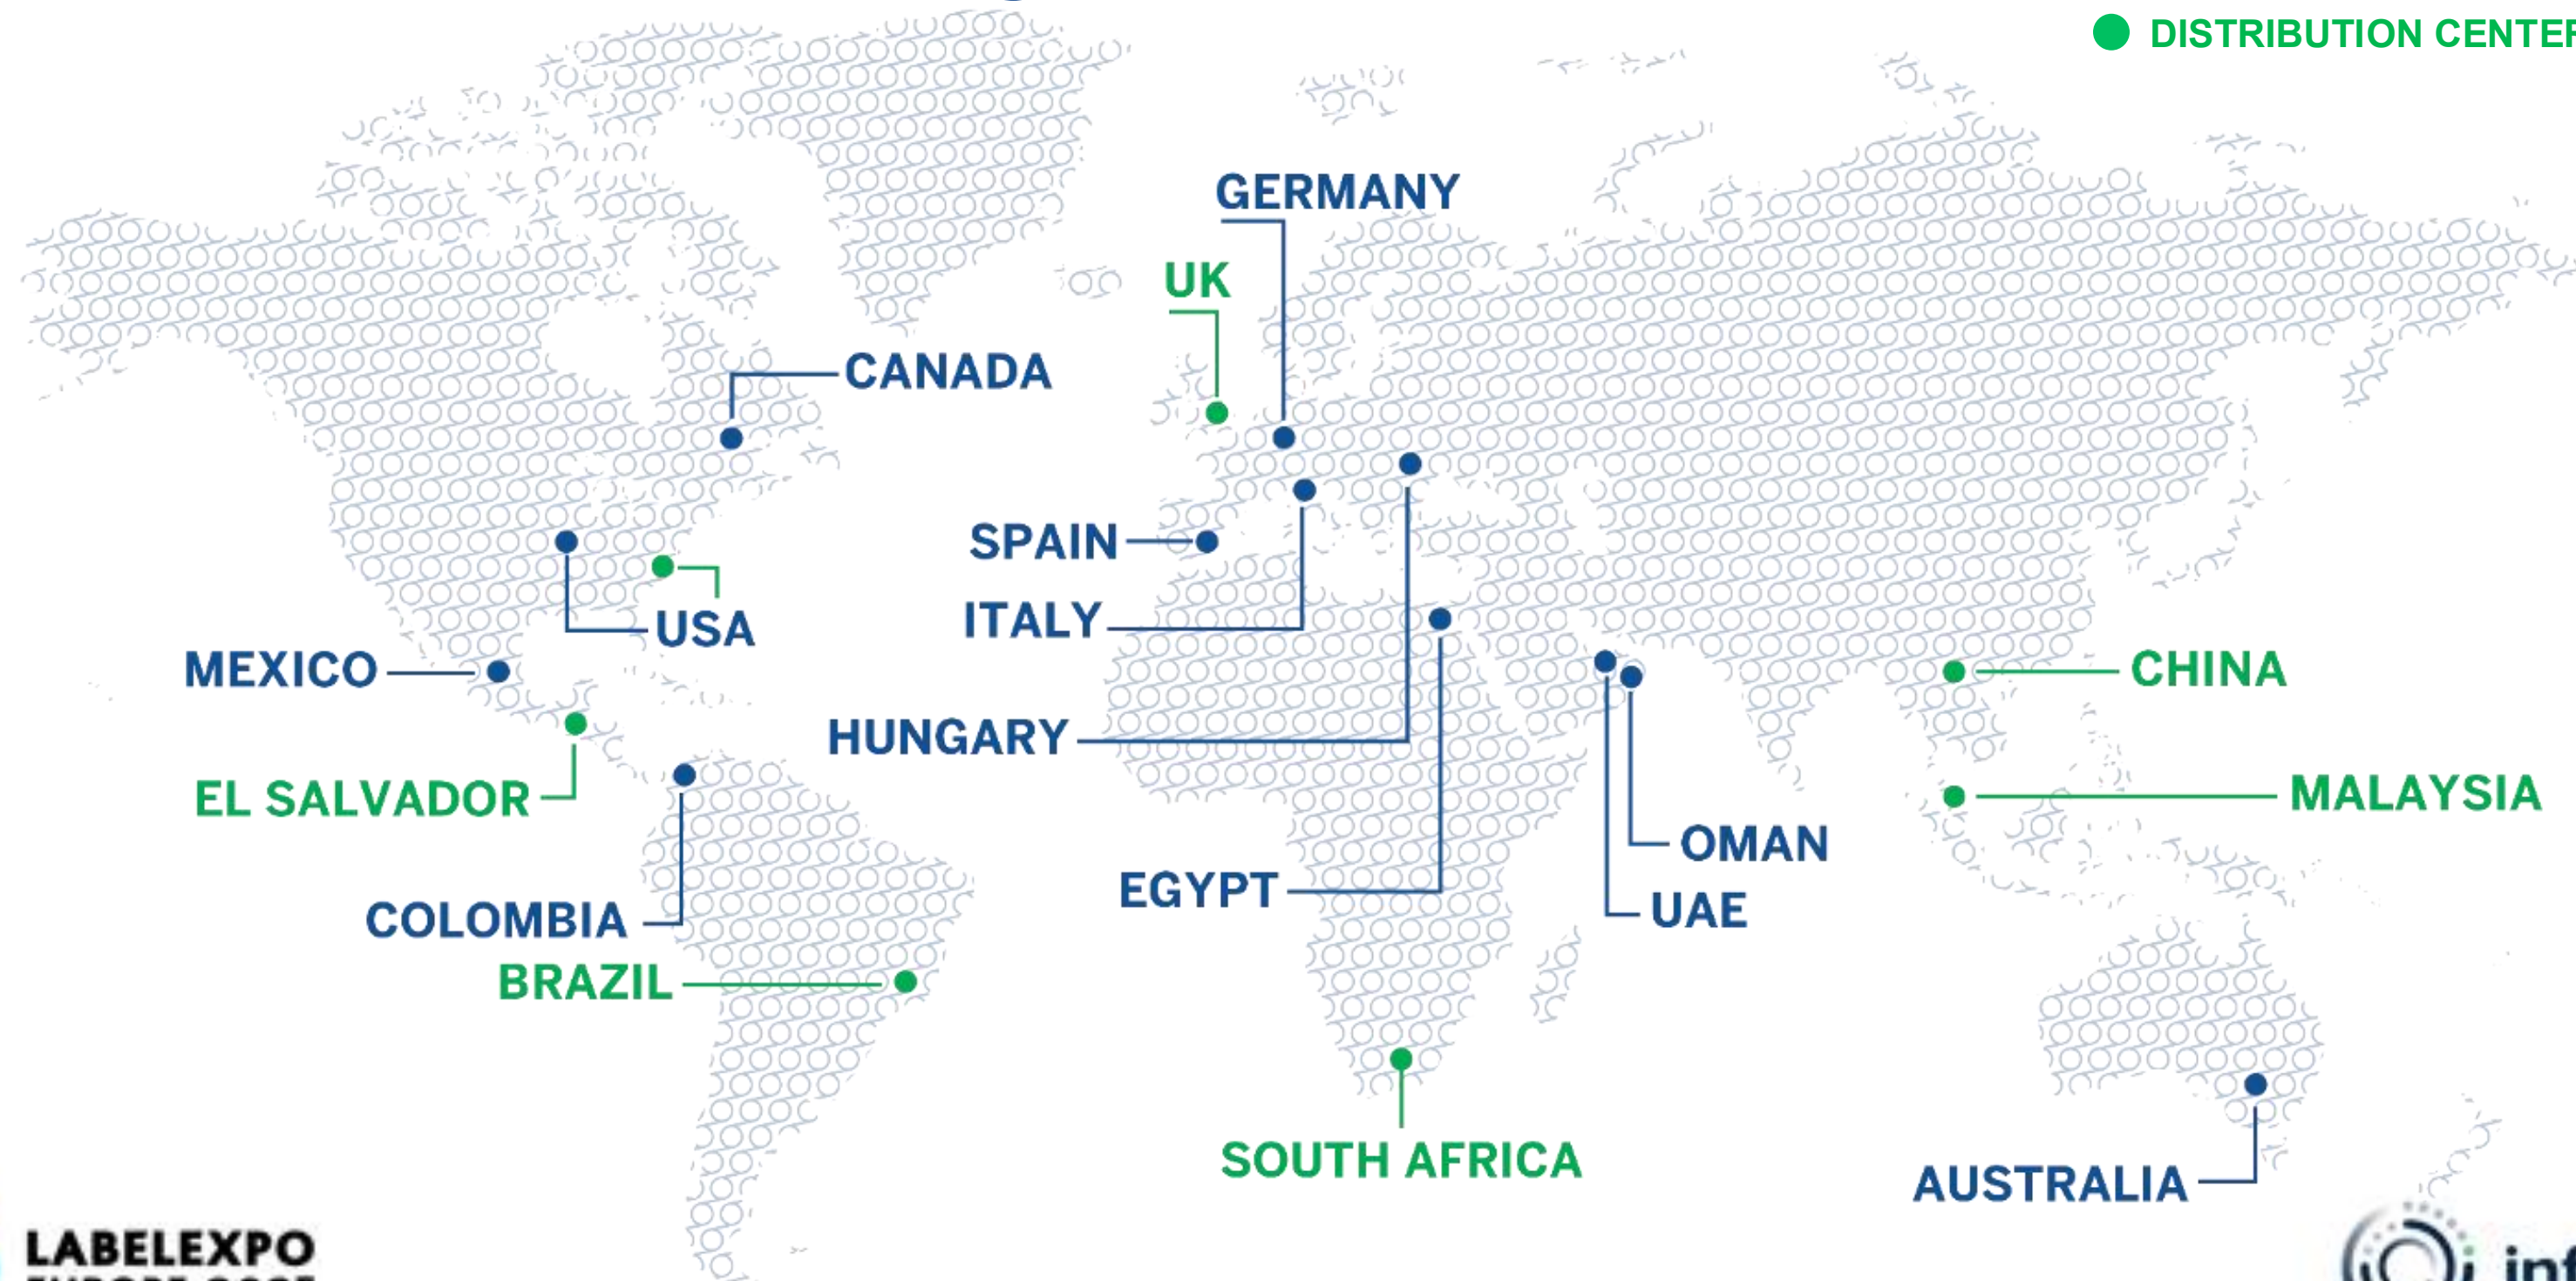 DISTRIBUTION CENTER
GERMANY
UK
CANADA
SPAIN
ITALY
USA
MEXICO
CHINA
HUNGARY
EL SALVADOR
MALAYSIA
OMAN
EGYPT
UAE
COLOMBIA
BRAZIL
SOUTH AFRICA
AUSTRALIA
LABELEXPO